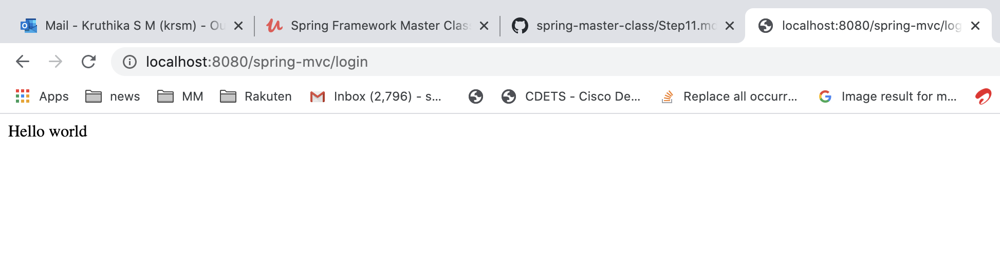 Mail - Kruthika S M (krsm) - Ou
Spring Framework Master Clas
spring-master-class/Step11.md
localhost:8080/spring-mvc/log
localhost:8080/spring-mvc/login
Apps news MM Rakuten Inbox (2,796) - s... CDETS - Cisco De... Replace all occurr... Image result for m...
Hello world